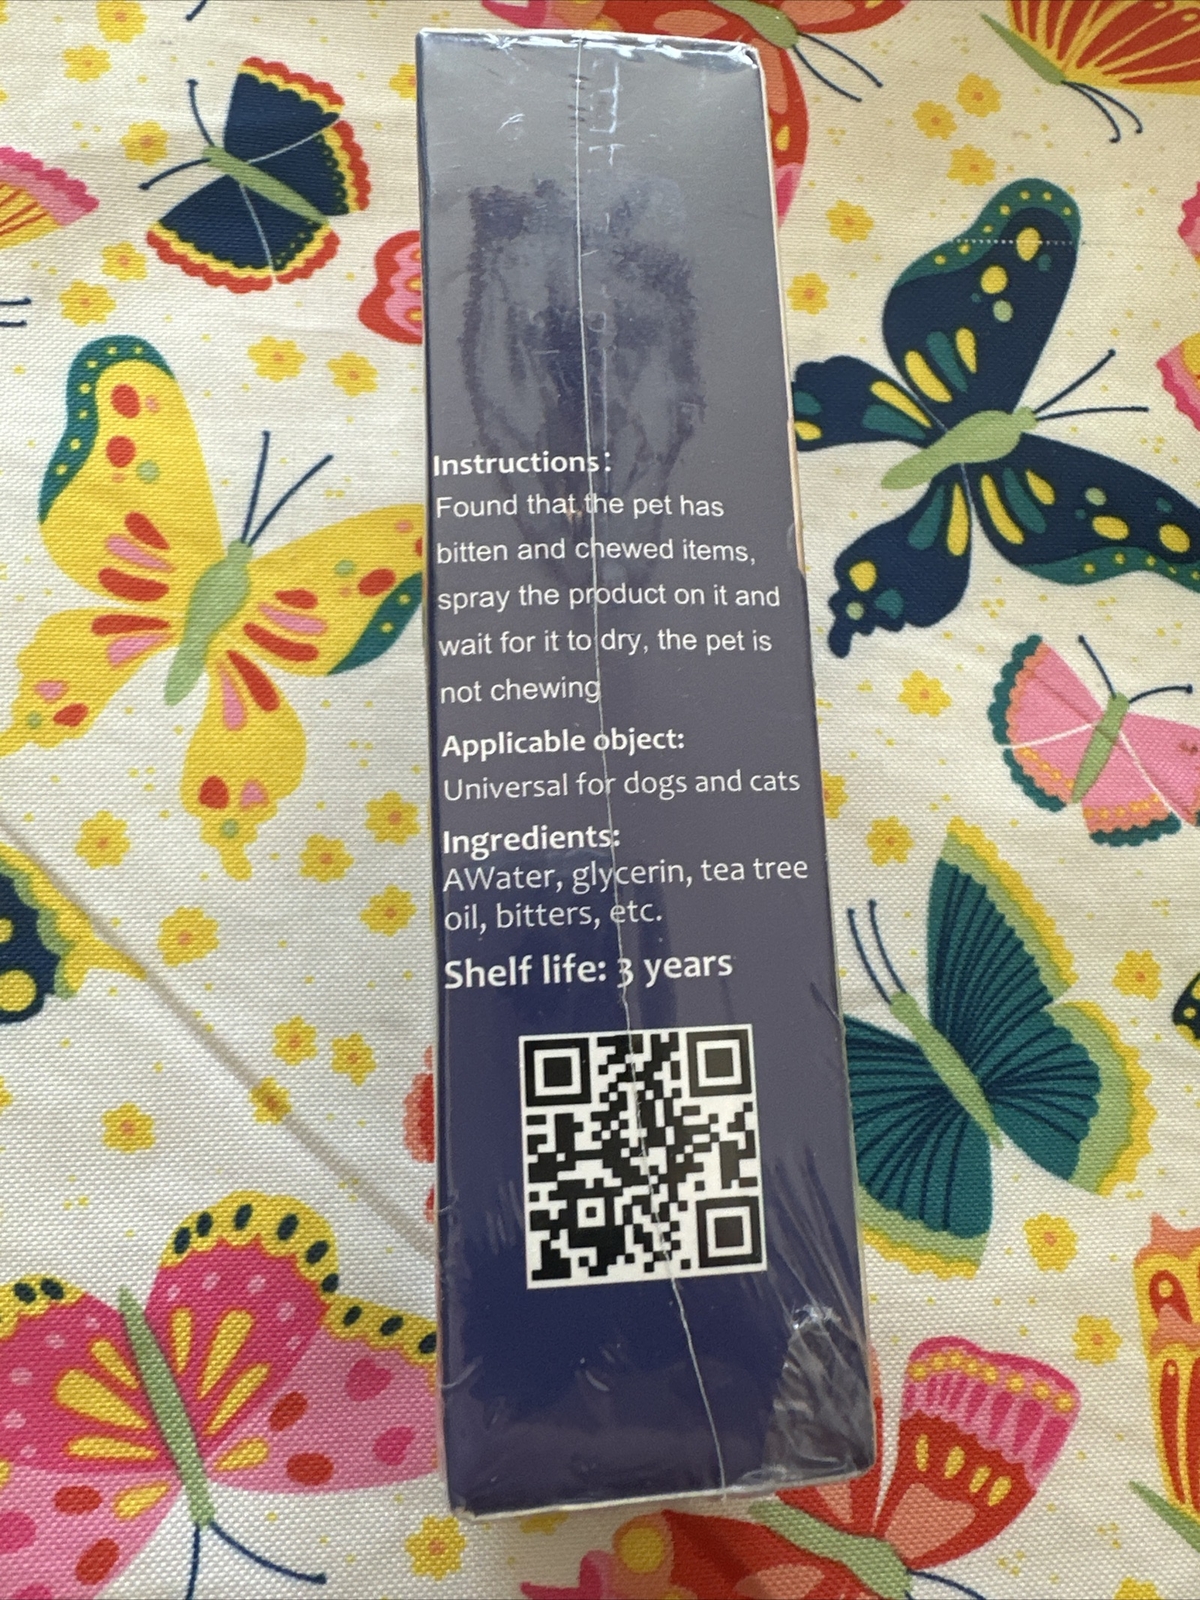 Instructions:
Found that the pet has
bitten and chewed items,
spray the product on it and
wait for it to dry, the pet is
not chewing
Applicable object:
Universal for dogs and cats
Ingredients:
AWater, glycerin, tea tree
oil, bitters, etc.
Shelf life: 3 years